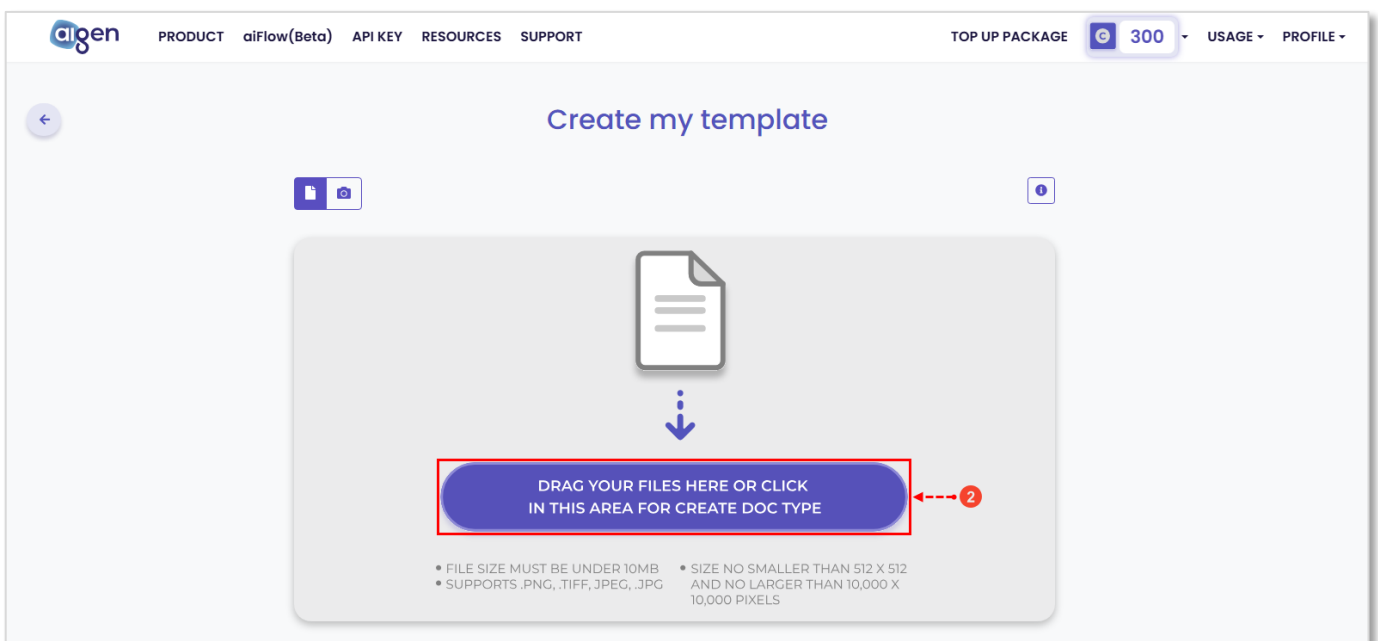 aigen PRODUCT aiFlow(Beta) API KEY RESOURCES SUPPORT TOP UP PACKAGE C 300 USAGE PROFILE
Create my template
DRAG YOUR FILES HERE OR CLICK
IN THIS AREA FOR CREATE DOC TYPE
2
FILE SIZE MUST BE UNDER 10MB
SUPPORTS .PNG, .TIFF, JPEG, .JPG
SIZE NO SMALLER THAN 512 X 512
AND NO LARGER THAN 10,000 X
10,000 PIXELS